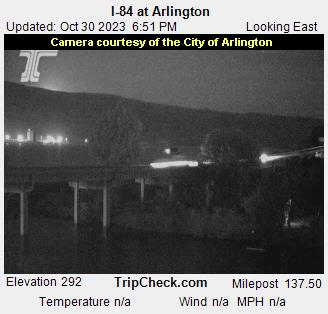 I-84 at Arlington
Updated: Oct 30 2023 6:51 PM Looking East
Camera courtesy of the City of Arlington
Elevation 292 TripCheck.com Milepost 137.50
Temperature n/a Wind n/a MPH n/a